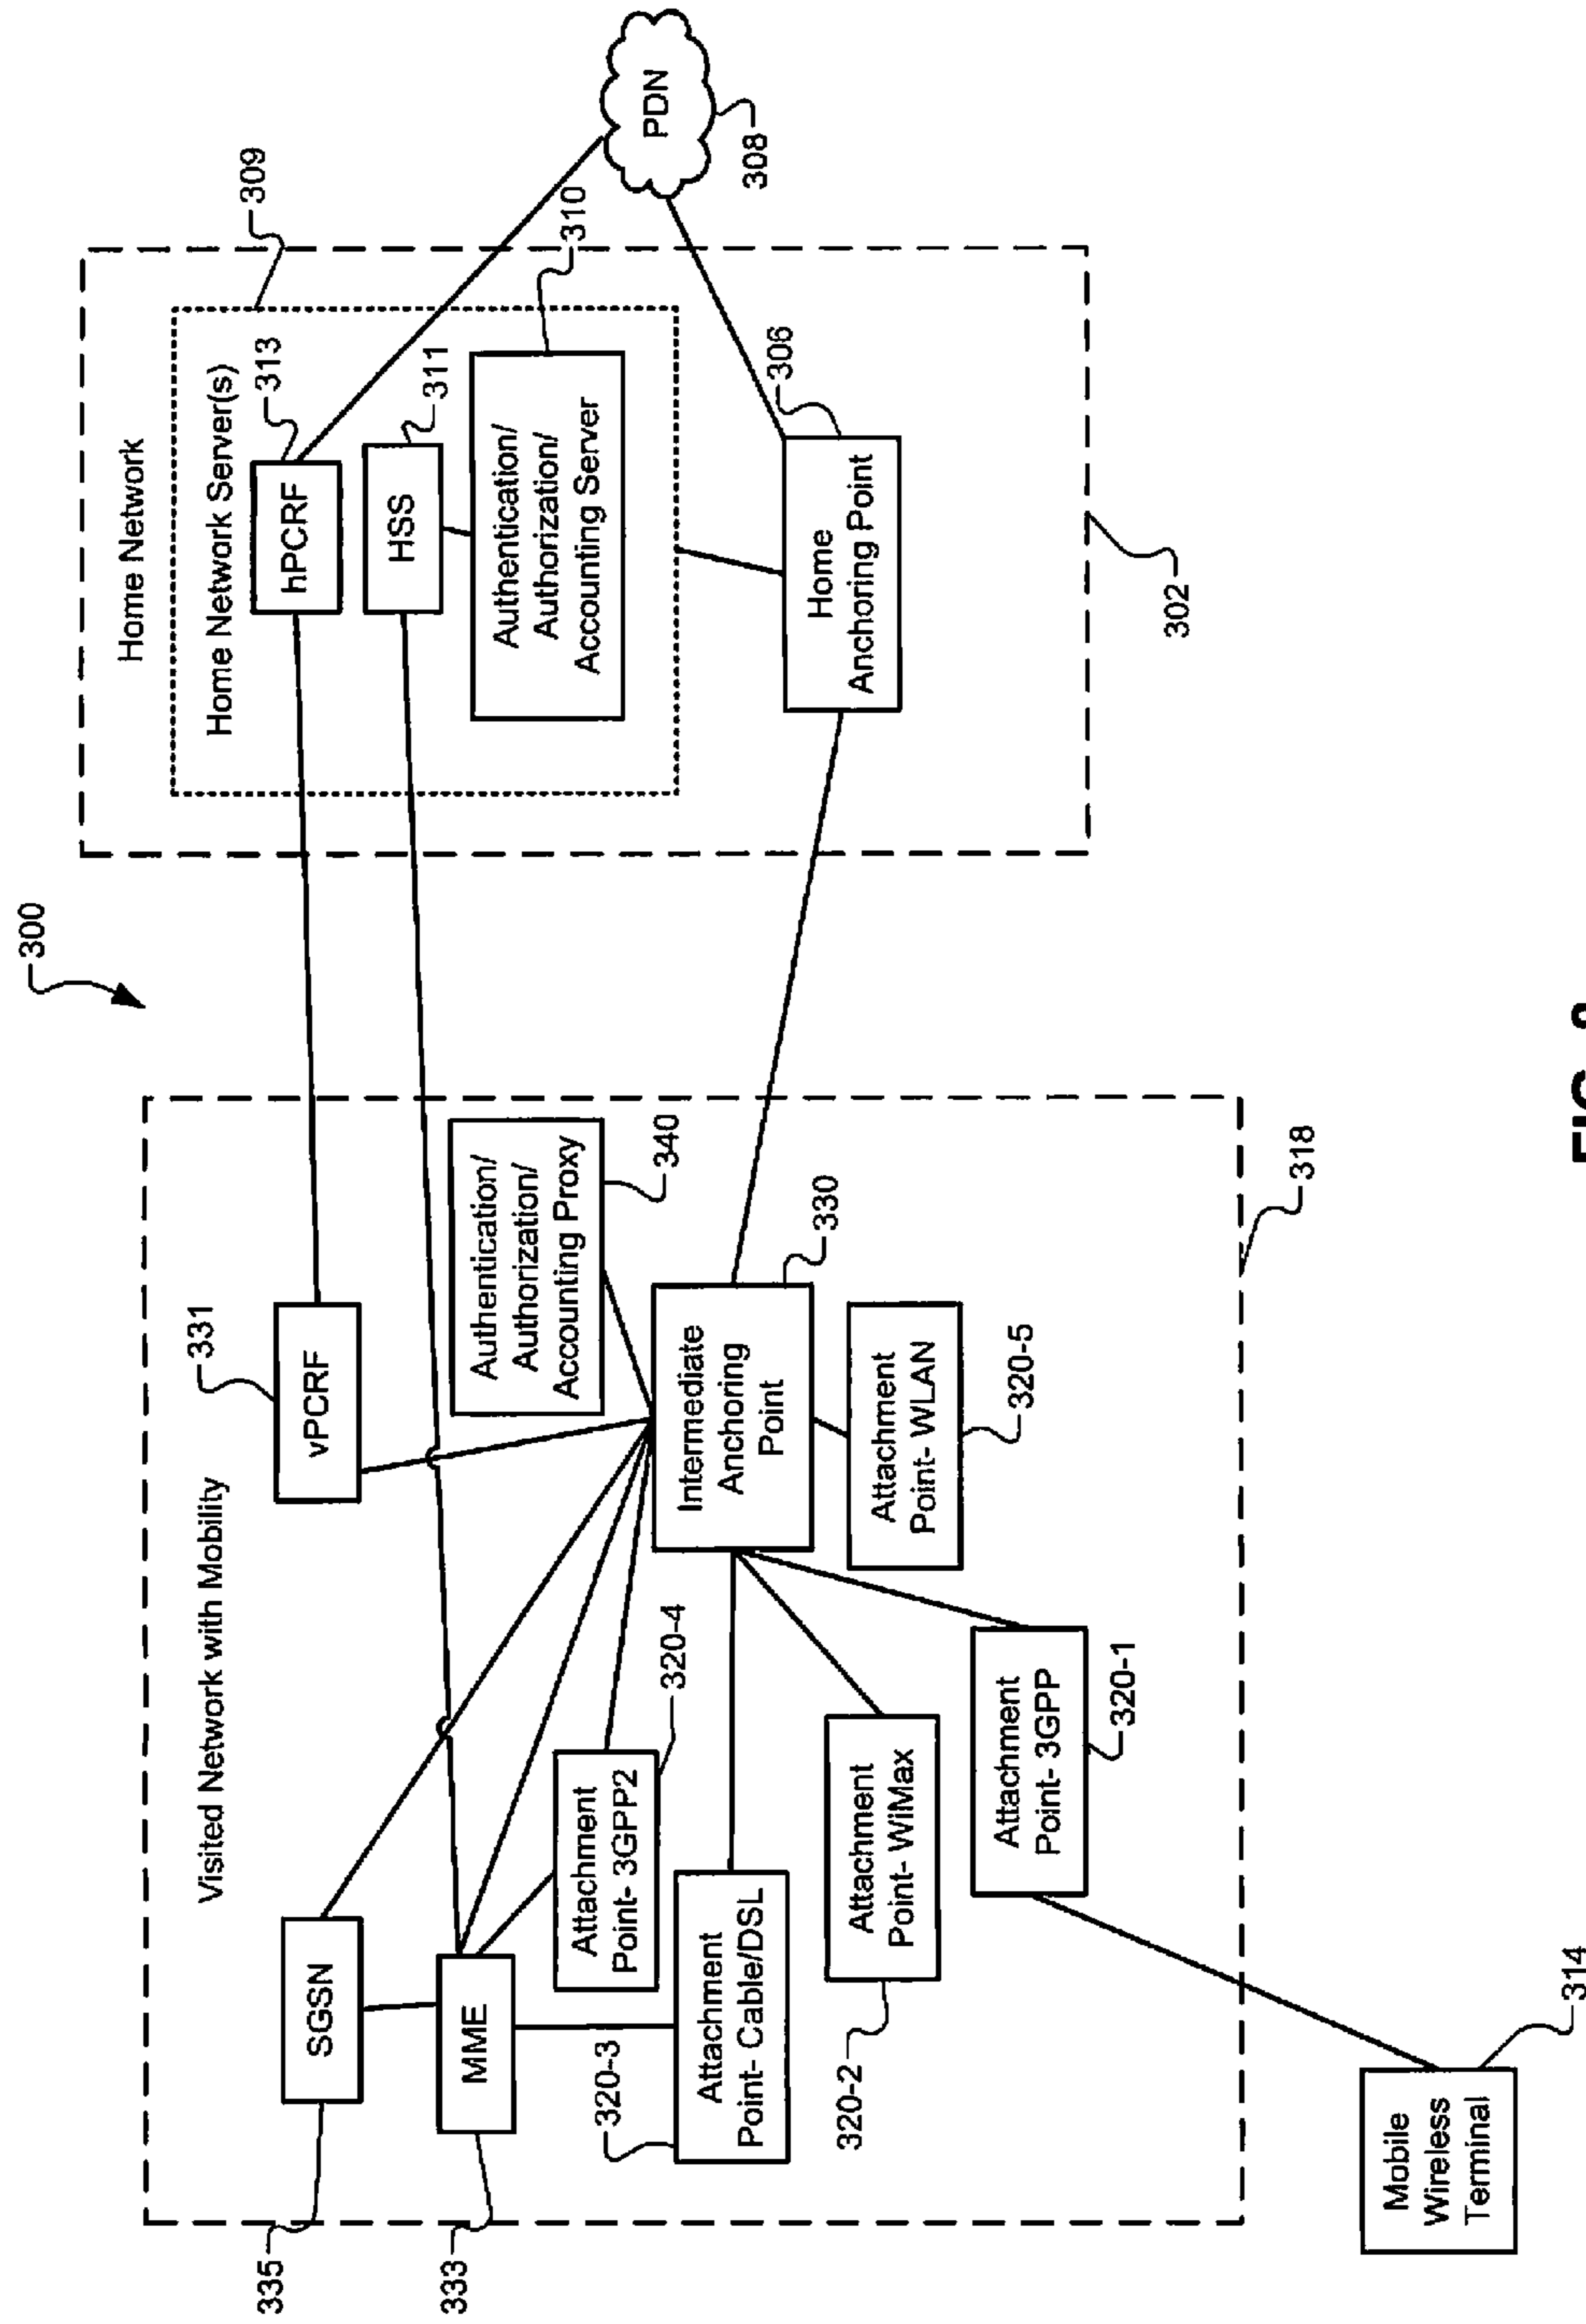 300
Visited Network with Mobility
335
SGSN
333
MME
331
vPCRF
Authentication/
Authorization/
Accounting Proxy
340
Attachment
Point- 3GPP2
320-4
320-3
Attachment
Point- Cable/DSL
Intermediate
Anchoring
Point
330
320-2
Attachment
Point- WiMax
Attachment
Point- WLAN
320-5
Attachment
Point- 3GPP
320-1
318
Mobile
Wireless
Terminal
314
Home Network
309
Home Network Server(s)
hPCRF
313
HSS
311
Authentication/
Authorization/
Accounting Server
310
Home
Anchoring Point
306
302
PDN
308
FIG.